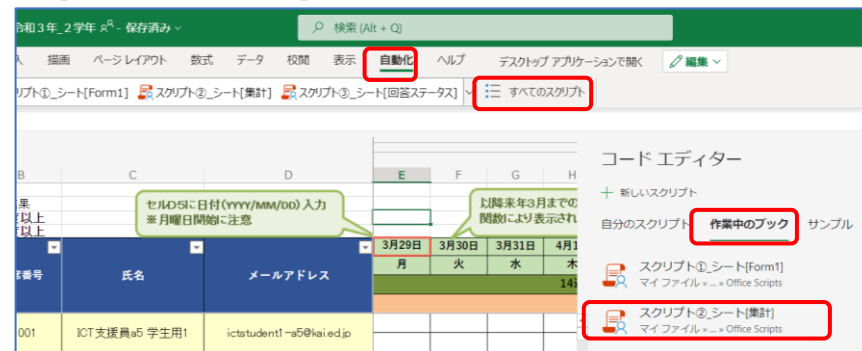 令和3年_2学年 - 保存済み
検索 (Alt + Q)
描画 ページ レイアウト 数式 データ 校閲 表示 自動化 ヘルプ デスクトップ アプリケーションで開く 編集
リプト①_シート[Form1] スクリプト②_シート[集計] スクリプト③_シート[回答ステータス] すべてのスクリプト
コード エディター
B C D E F G H
+ 新しいスクリプト
自分のスクリプト 作業中のブック サンプル
果
以上
以上
セルD5に日付(YYYY/MM/DD)入力
※月曜日開始に注意
以降来年3月までの
関数により表示され
3月29日 3月30日 3月31日 4月1
席番号 氏名 メールアドレス 月 火 水 木
スクリプト①_シート[Form1]
マイ ファイル » ... » Office Scripts
スクリプト②_シート[集計]
マイ ファイル » ... » Office Scripts
001 ICT支援員a5 学生用1 ictstudent1-a5@kai.ed.jp